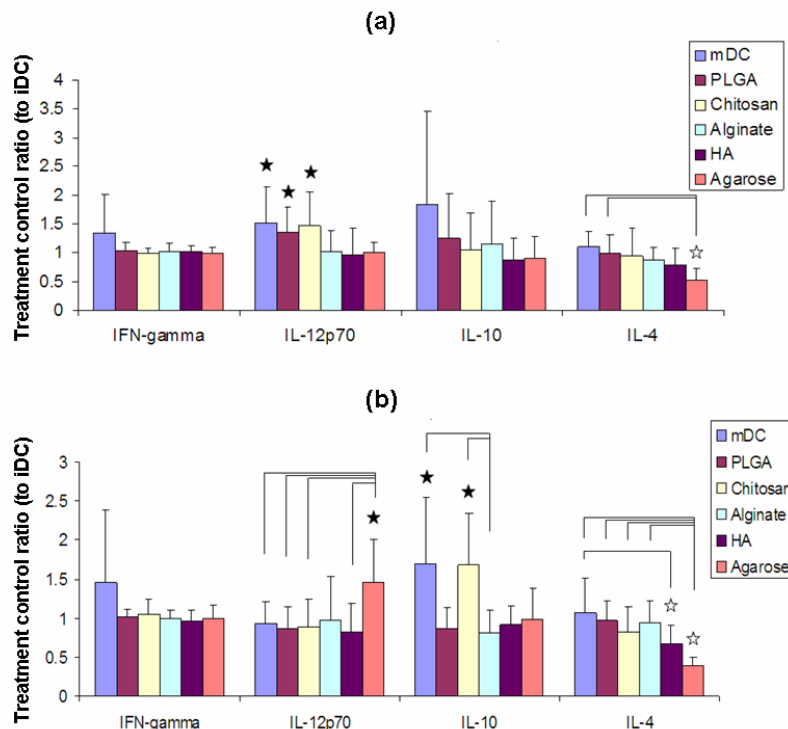 (a)
Treatment control ratio (to iDC)
4
3.5
3
2.5
2
1.5
1
0.5
0
mDC
PLGA
Chitosan
Alginate
HA
Agarose
IFN-gamma IL-12p70 IL-10 IL-4
(b)
Treatment control ratio (to iDC)
3
2.5
2
1.5
1
0.5
0
mDC
PLGA
Chitosan
Alginate
HA
Agarose
IFN-gamma IL-12p70 IL-10 IL-4